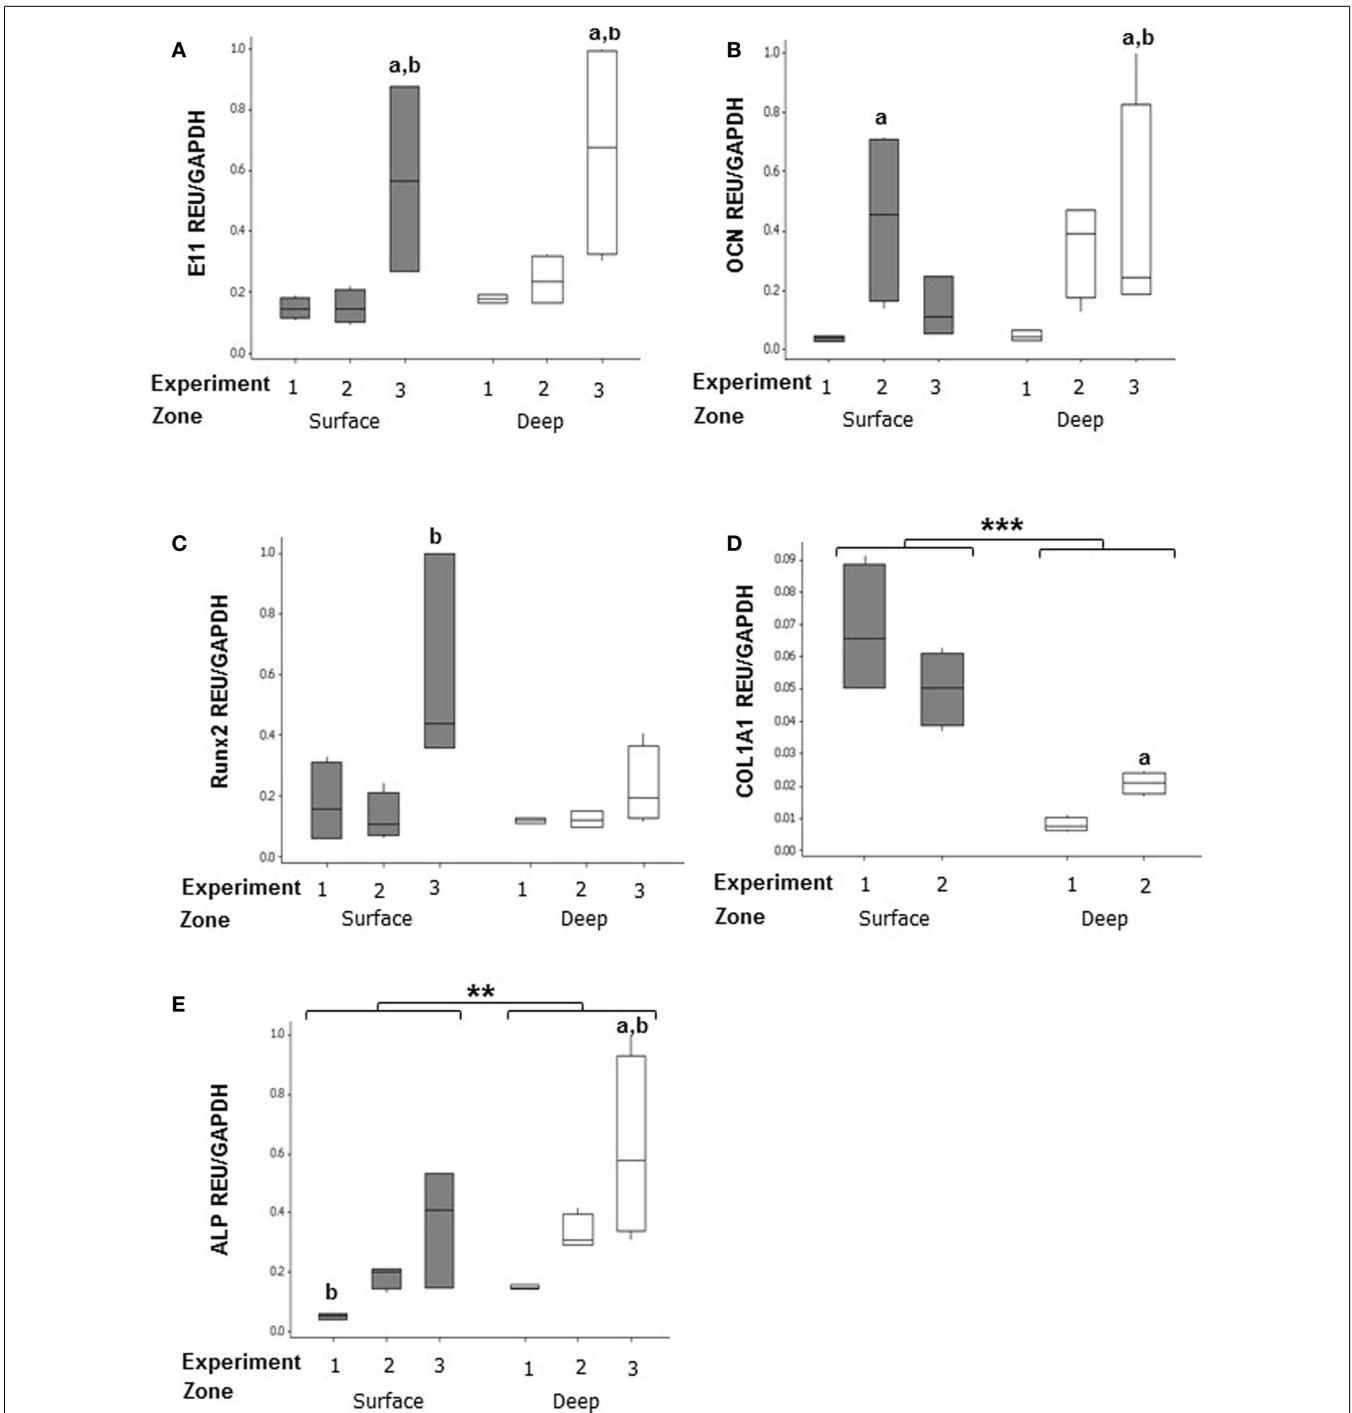 A
E11 REU/GAPDH
1.0
0.8
0.6
0.4
0.2
0.0
a,b
a,b
Experiment 1 2 3 1 2 3
Zone Surface Deep
B
OCN REU/GAPDH
1.0
0.8
0.6
0.4
0.2
0.0
a
a,b
Experiment 1 2 3 1 2 3
Zone Surface Deep
C
Runx2 REU/GAPDH
1.0
0.8
0.6
0.4
0.2
0.0
b
Experiment 1 2 3 1 2 3
Zone Surface Deep
D
COL1A1 REU/GAPDH
***
0.09
0.08
0.07
0.06
0.05
0.04
0.03
0.02
0.01
0.00
a
Experiment 1 2 1 2
Zone Surface Deep
E
ALP REU/GAPDH
**
1.0
0.8
0.6
0.4
0.2
0.0
b
a,b
Experiment 1 2 3 1 2 3
Zone Surface Deep